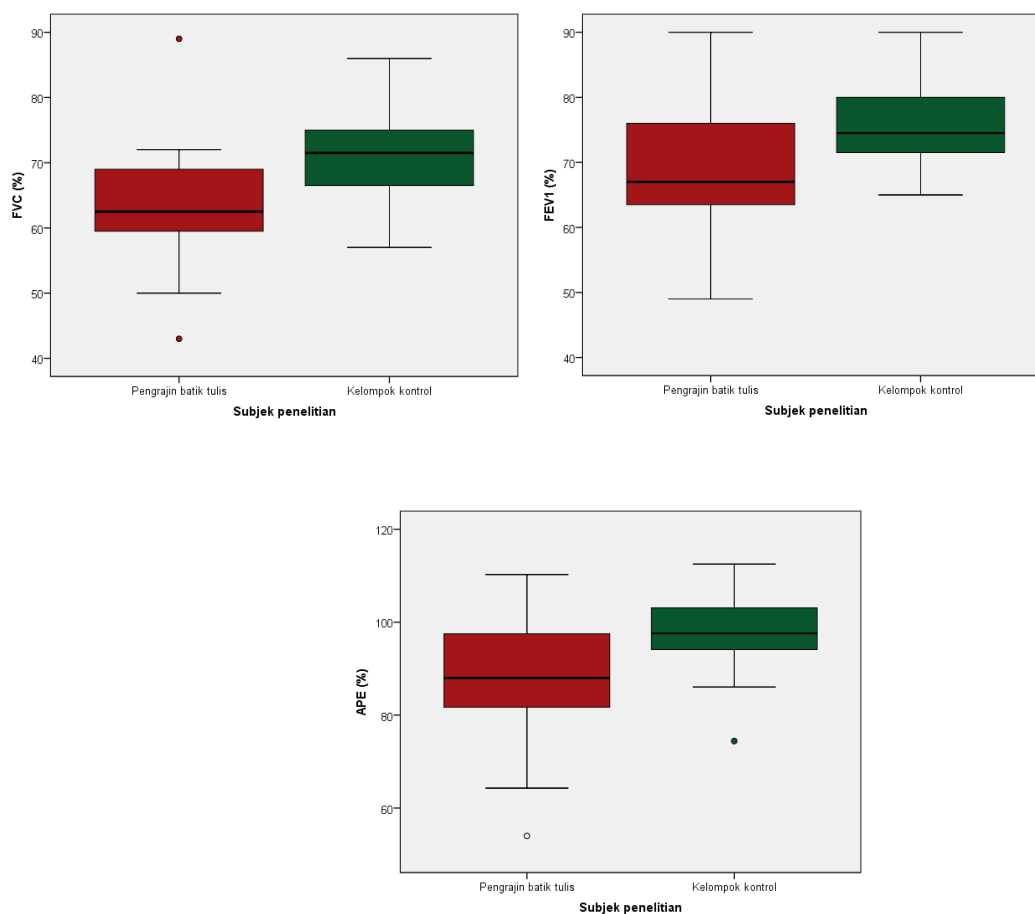 90
80
70
60
50
40
FVC (%)
Pengrajin batik tulis
Kelompok kontrol
Subjek penelitian
90
80
70
60
50
40
FEV1 (%)
Pengrajin batik tulis
Kelompok kontrol
Subjek penelitian
120
100
80
60
APE (%)
Pengrajin batik tulis
Kelompok kontrol
Subjek penelitian